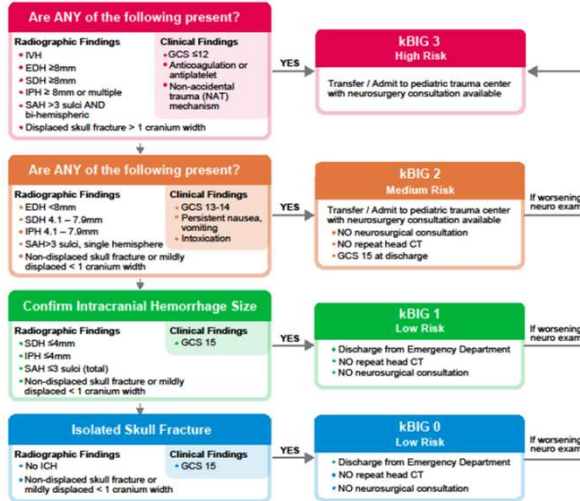 Are ANY of the following present?
Radiographic Findings
• IVH
• EDH ≥8mm
• SDH ≥8mm
• IPH ≥ 8mm or multiple
• SAH >3 sulci AND
bi-hemispheric
• Displaced skull fracture > 1 cranium width
Clinical Findings
• GCS ≤12
• Anticoagulation or
antiplatelet
• Non-accidental
trauma (NAT)
mechanism
YES
kBIG 3
High Risk
Transfer / Admit to pediatric trauma center
with neurosurgery consultation available
Are ANY of the following present?
Radiographic Findings
• EDH <8mm
• SDH 4.1 – 7.9mm
• IPH 4.1 – 7.9mm
• SAH>3 sulci, single hemisphere
• Non-displaced skull fracture or mildly
displaced < 1 cranium width
Clinical Findings
• GCS 13-14
• Persistent nausea,
vomiting
• Intoxication
YES
kBIG 2
Medium Risk
Transfer / Admit to pediatric trauma center
with neurosurgery consultation available
• NO neurosurgical consultation
• NO repeat head CT
• GCS 15 at discharge
If worsening
neuro exam
Confirm Intracranial Hemorrhage Size
Radiographic Findings
• SDH ≤4mm
• IPH ≤4mm
• SAH ≤3 sulci (total)
• Non-displaced skull fracture or mildly
displaced < 1 cranium width
Clinical Findings
• GCS 15
YES
kBIG 1
Low Risk
• Discharge from Emergency Department
• NO repeat head CT
• NO neurosurgical consultation
If worsening
neuro exam
Isolated Skull Fracture
Radiographic Findings
• No ICH
• Non-displaced skull fracture or
mildly displaced < 1 cranium width
Clinical Findings
• GCS 15
YES
kBIG 0
Low Risk
• Discharge from Emergency Department
• NO repeat head CT
• NO neurosurgical consultation
If worsening
neuro exam